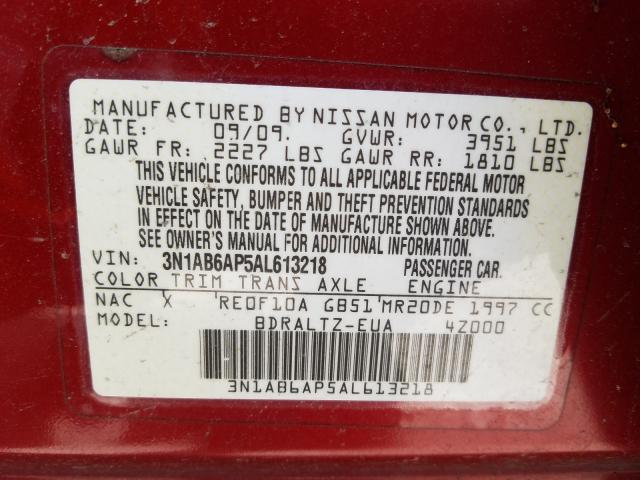 MANUFACTURED BY NISSAN MOTOR CO., LTD.
DATE: 09/09. GVWR: 3951 LBS
GAWR FR: 2227 LBS GAWR RR: 1810 LBS
THIS VEHICLE CONFORMS TO ALL APPLICABLE FEDERAL MOTOR
VEHICLE SAFETY, BUMPER AND THEFT PREVENTION STANDARDS
IN EFFECT ON THE DATE OF MANUFACTURE SHOWN ABOVE.
SEE OWNER'S MANUAL FOR ADDITIONAL INFORMATION.
VIN: 3N1AB6AP5AL613218 PASSENGER CAR
COLOR TRIM TRANS AXLE ENGINE
NAC X RE0F10A GB51 MR20DE 1997 CC
MODEL: BDRALTZ-EUA 4Z000
3N1AB6AP5AL613218